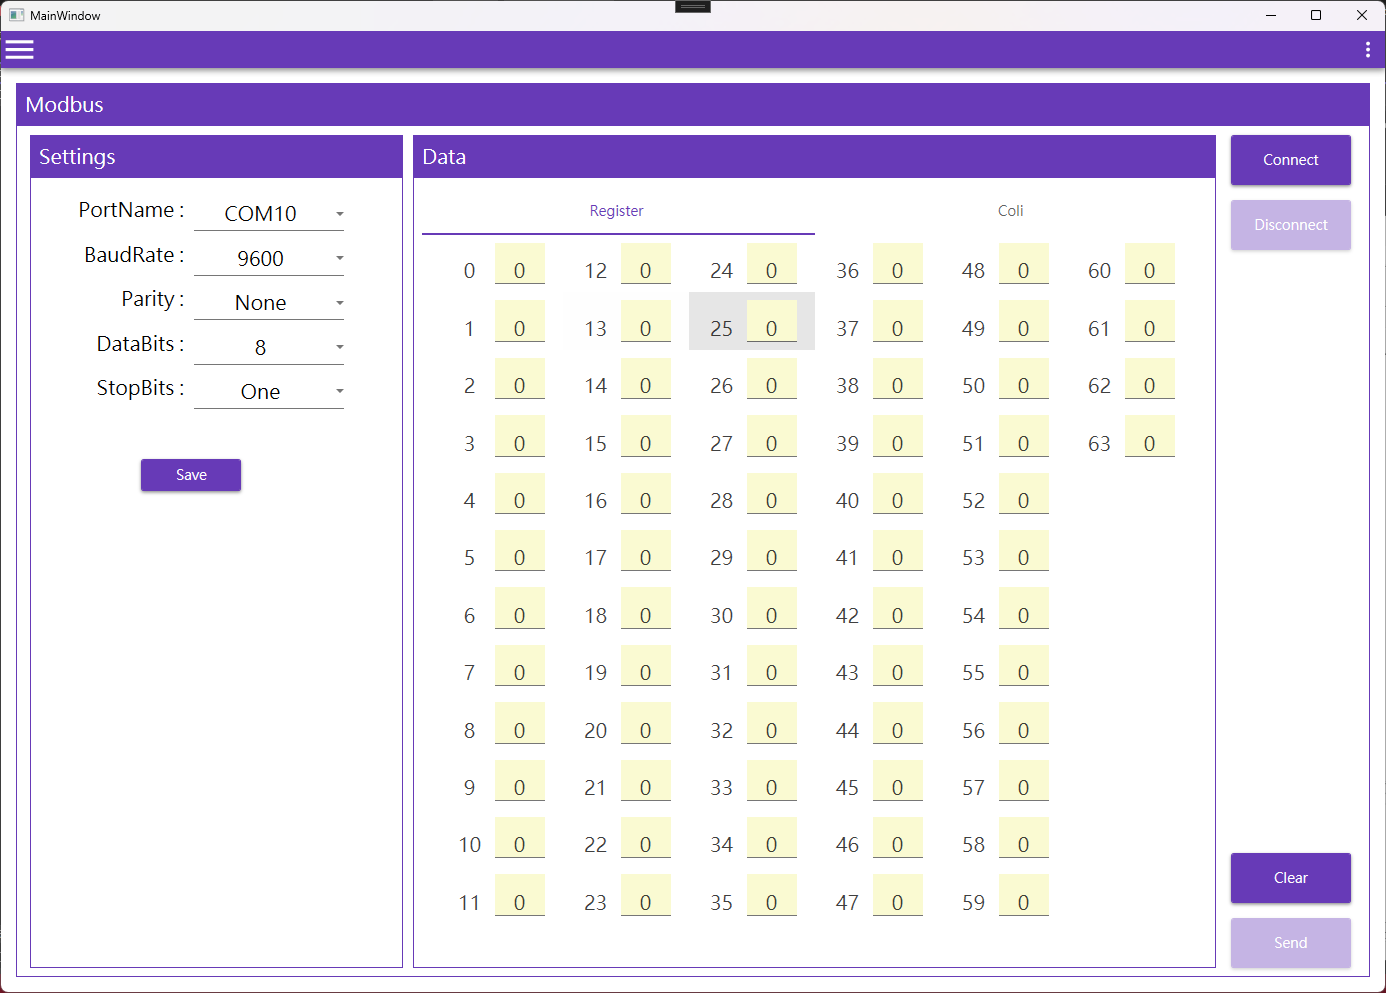 MainWindow
Modbus
Settings
PortName : COM10
BaudRate : 9600
Parity : None
DataBits : 8
StopBits : One
Save
Data
Register Coli
0 0 12 0 24 0 36 0 48 0 60 0
1 0 13 0 25 0 37 0 49 0 61 0
2 0 14 0 26 0 38 0 50 0 62 0
3 0 15 0 27 0 39 0 51 0 63 0
4 0 16 0 28 0 40 0 52 0
5 0 17 0 29 0 41 0 53 0
6 0 18 0 30 0 42 0 54 0
7 0 19 0 31 0 43 0 55 0
8 0 20 0 32 0 44 0 56 0
9 0 21 0 33 0 45 0 57 0
10 0 22 0 34 0 46 0 58 0
11 0 23 0 35 0 47 0 59 0
Connect
Disconnect
Clear
Send